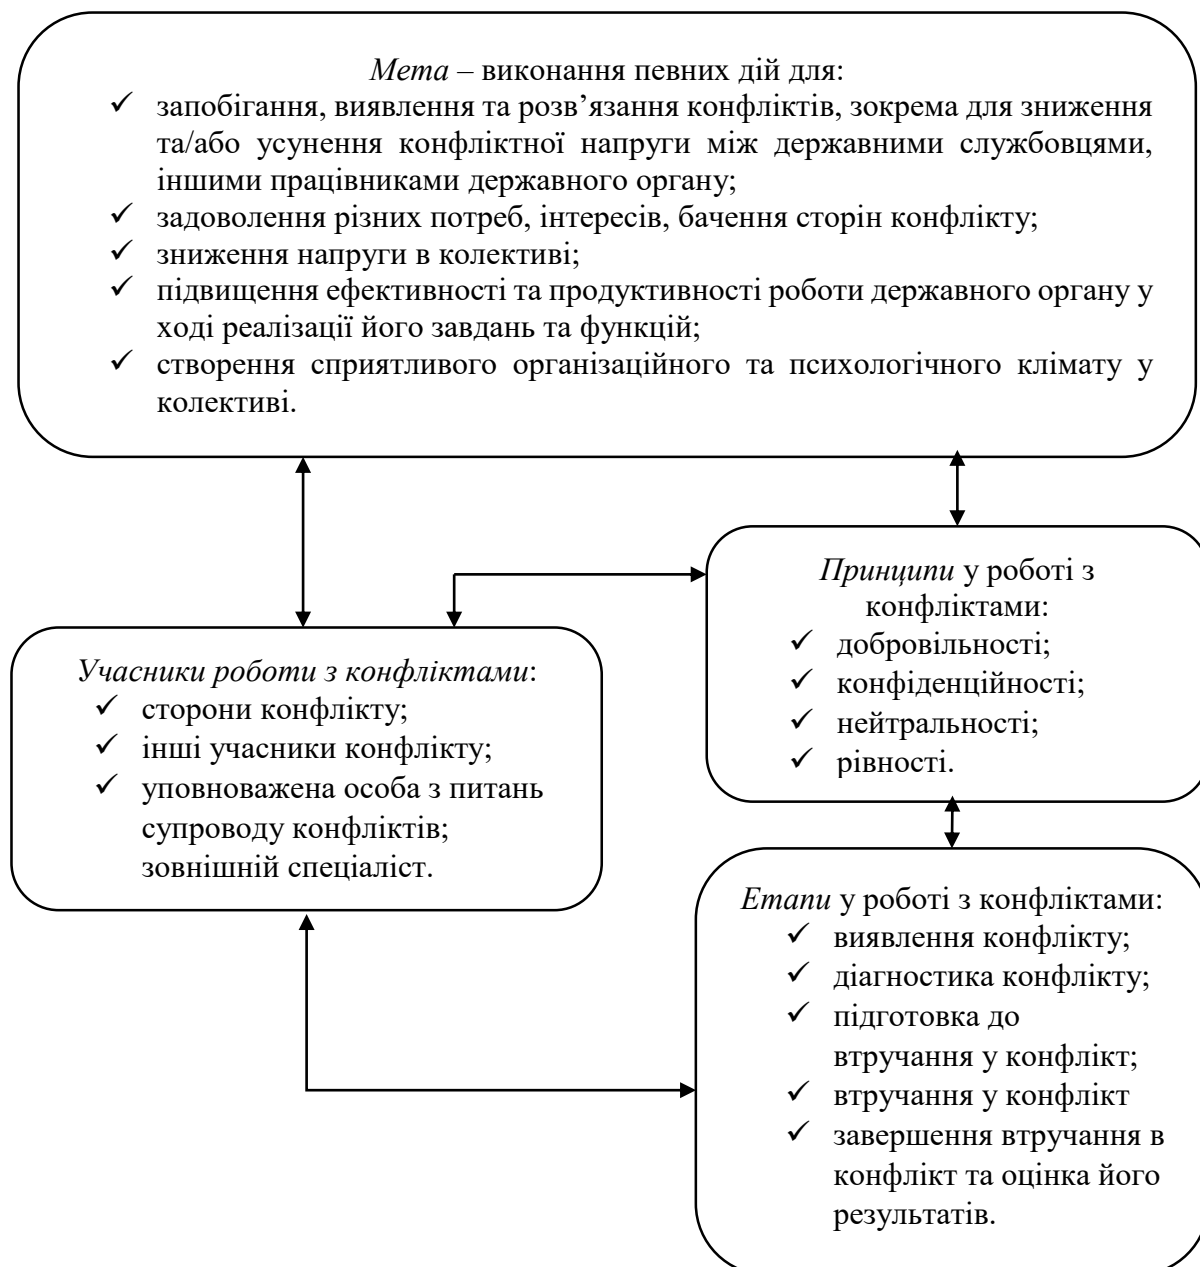 Мета – виконання певних дій для:
✓ запобігання, виявлення та розв’язання конфліктів, зокрема для зниження
та/або усунення конфліктної напруги між державними службовцями,
іншими працівниками державного органу;
✓ задоволення різних потреб, інтересів, бачення сторін конфлікту;
✓ зниження напруги в колективі;
✓ підвищення ефективності та продуктивності роботи державного органу у
ході реалізації його завдань та функцій;
✓ створення сприятливого організаційного та психологічного клімату у
колективі.
Принципи у роботі з
конфліктами:
✓ добровільності;
✓ конфіденційності;
✓ нейтральності;
✓ рівності.
Учасники роботи з конфліктами:
✓ сторони конфлікту;
✓ інші учасники конфлікту;
✓ уповноважена особа з питань
супроводу конфліктів;
зовнішній спеціаліст.
Етапи у роботі з конфліктами:
✓ виявлення конфлікту;
✓ діагностика конфлікту;
✓ підготовка до
втручання у конфлікт;
✓ втручання у конфлікт
✓ завершення втручання в
конфлікт та оцінка його
результатів.